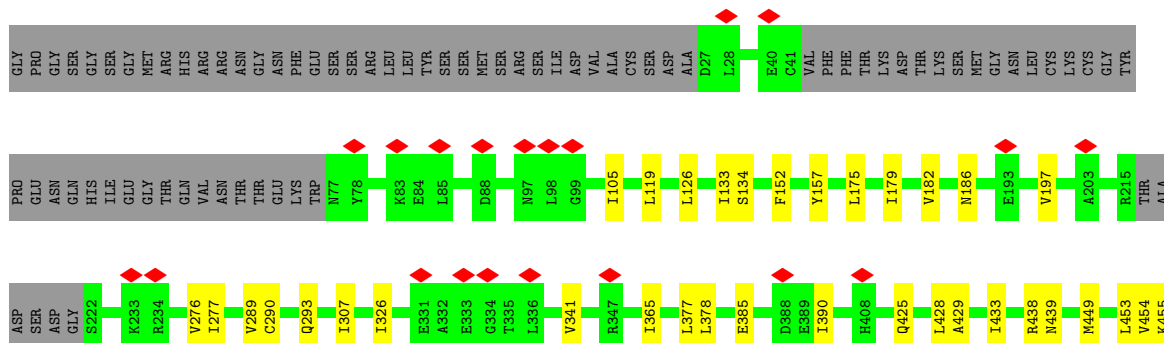 GLY PRO GLY SER GLY SER GLY MET ARG HIS ARG ARG ASN GLY ASN PHE GLU SER SER ARG LEU LEU TYR SER SER MET SER ARG SER ILE ASP VAL ALA CYS SER ASP ALA D27 L28 E40 C41 VAL PHE PHE THR LYS ASP THR LYS SER MET GLY ASN LEU CYS LYS CYS GLY TYR
PRO GLU ASN GLN HIS ILE GLU GLY THR GLN VAL ASN THR THR GLU LYS TRP N77 Y78 K83 E84 L85 D88 N97 L98 G99 I105 L119 L126 I133 S134 F152 Y157 L175 I179 V182 N186 E193 V197 A203 R215 THR ALA
ASP SER ASP GLY S222 K233 R234 V276 I277 V289 C290 Q293 I307 I326 E331 A332 E333 G334 T335 L336 V341 R347 I365 L377 L378 E385 D388 E389 I390 H408 Q425 L428 A429 I433 R438 N439 M449 L453 V454 K455